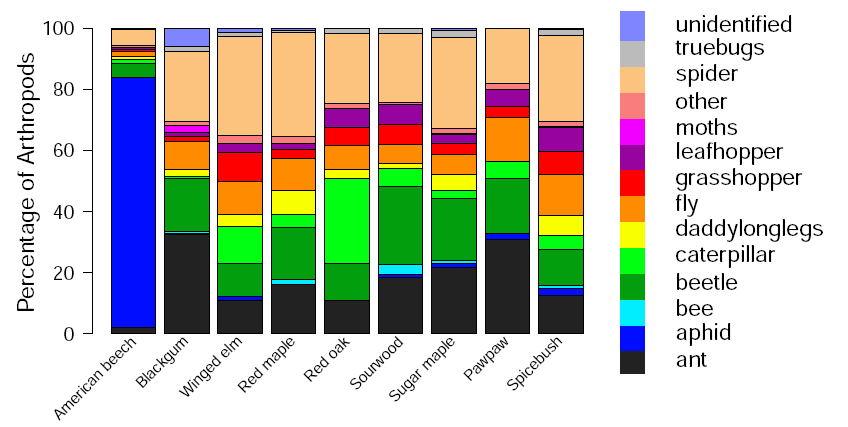 Percentage of Arthropods
100
80
60
40
20
0
American beech
Blackgum
Winged elm
Red maple
Red oak
Sourwood
Sugar maple
Pawpaw
Spicebush
unidentified
truebugs
spider
other
moths
leafhopper
grasshopper
fly
daddylonglegs
caterpillar
beetle
bee
aphid
ant